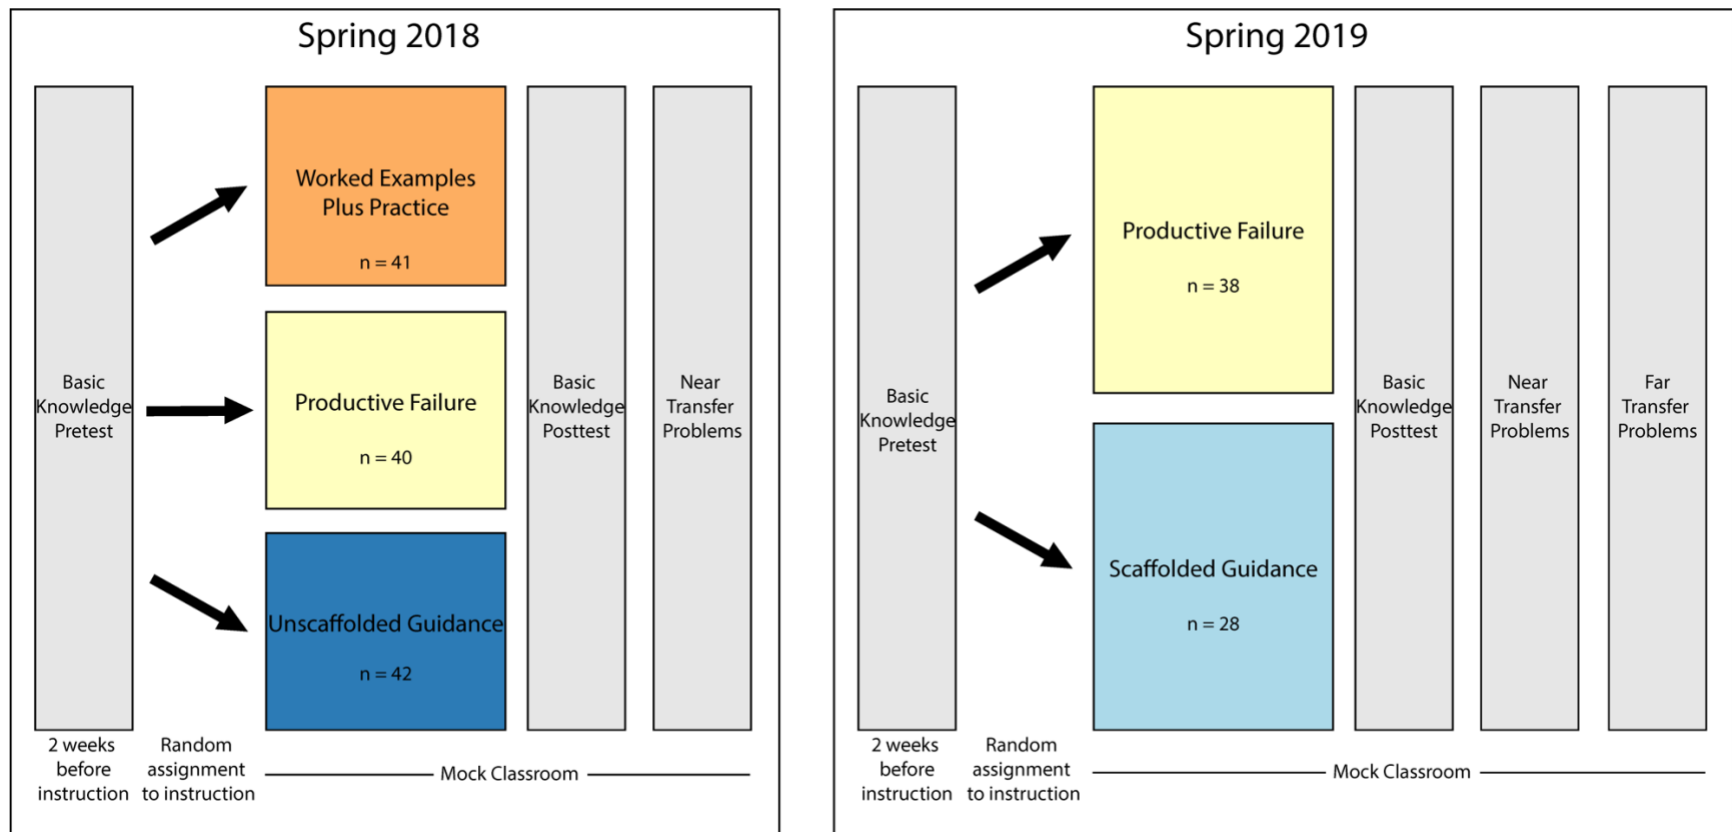 Spring 2018
Basic
Knowledge
Pretest
Worked Examples
Plus Practice
n = 41
Productive Failure
n = 40
Unscaffolded Guidance
n = 42
Basic
Knowledge
Posttest
Near
Transfer
Problems
2 weeks
before
instruction
Random
assignment
to instruction
Mock Classroom
Spring 2019
Basic
Knowledge
Pretest
Productive Failure
n = 38
Scaffolded Guidance
n = 28
Basic
Knowledge
Posttest
Near
Transfer
Problems
Far
Transfer
Problems
2 weeks
before
instruction
Random
assignment
to instruction
Mock Classroom